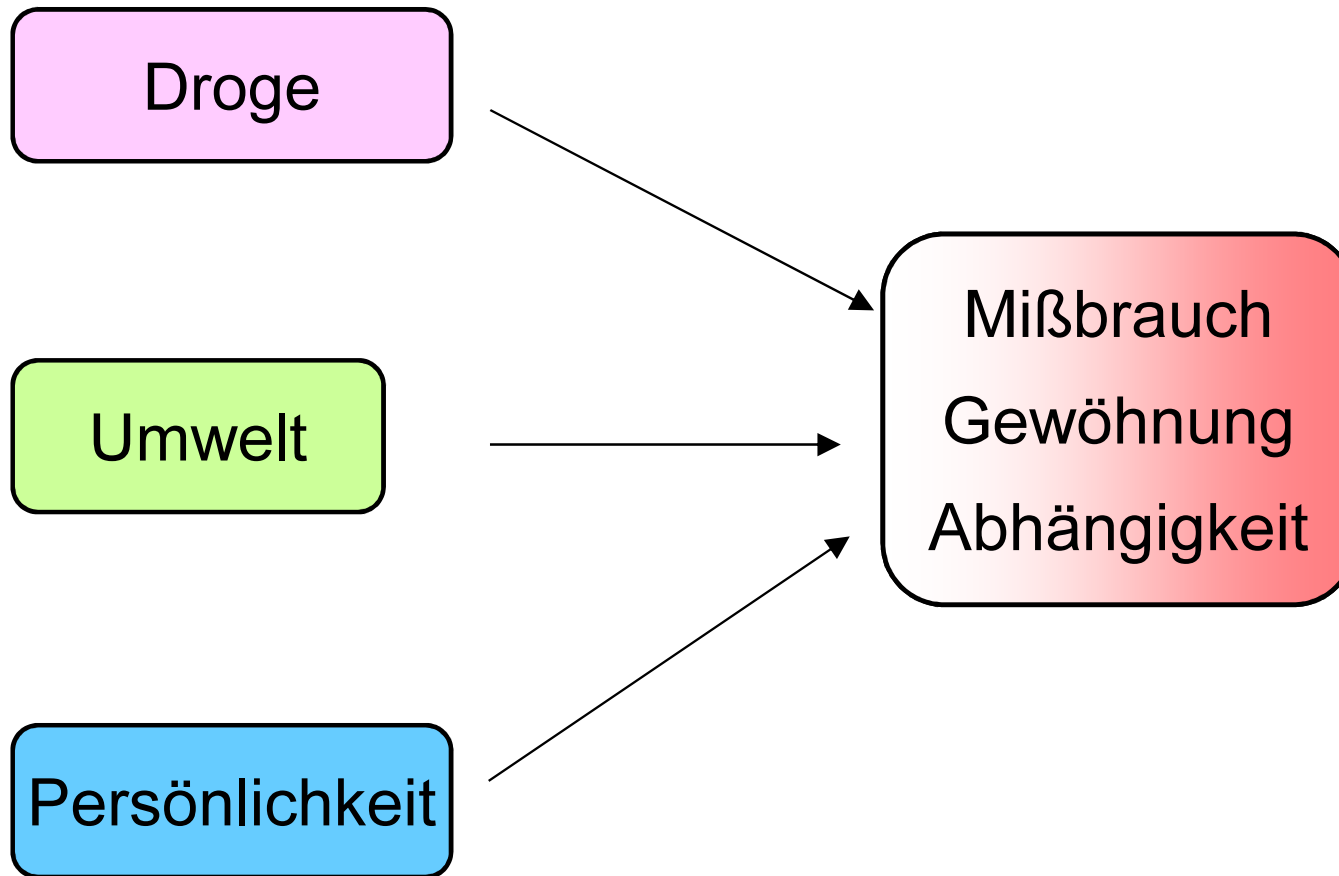 Droge
Umwelt
Persönlichkeit
Mißbrauch
Gewöhnung
Abhängigkeit